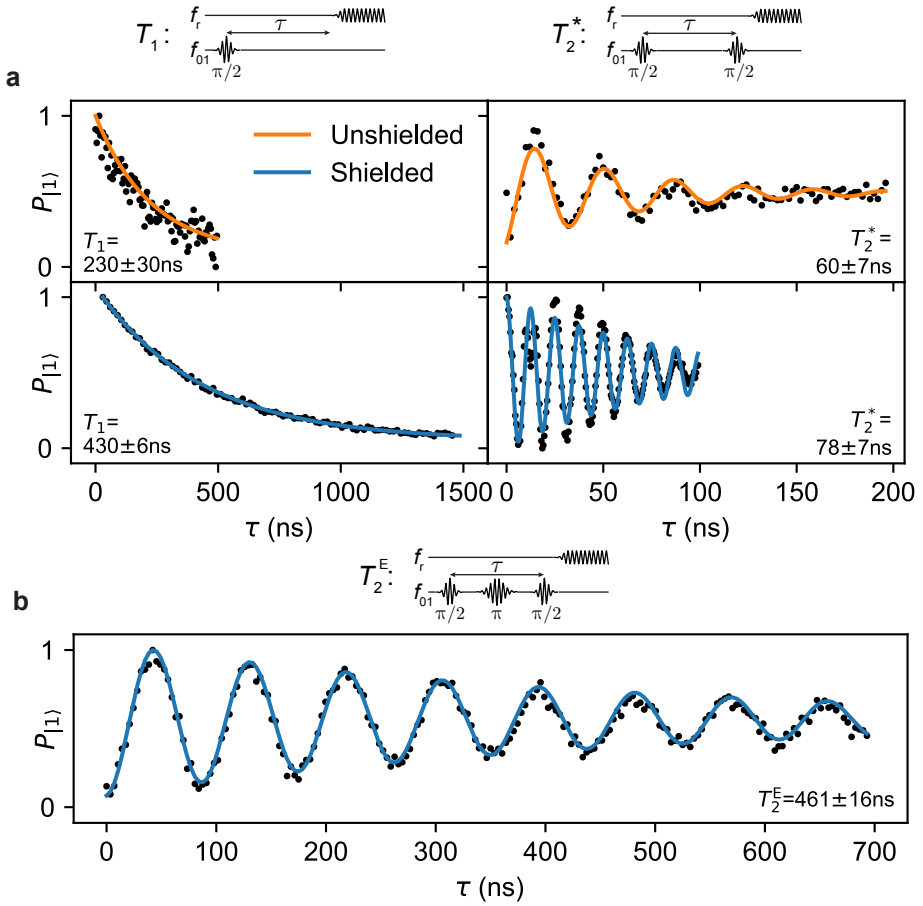 T₁: fᵣ τ
f₀₁ π/2
T₂*: fᵣ τ
f₀₁ π/2 π/2
a
1
P|1⟩
0
Unshielded
Shielded
T₁=
230±30ns
T₂*=
60±7ns
1
P|1⟩
0
T₁=
430±6ns
T₂*=
78±7ns
0 500 1000 1500 0 50 100 150 200
τ (ns) τ (ns)
T₂ᴱ: fᵣ τ
f₀₁ π/2 π π/2
b
1
P|1⟩
0
T₂ᴱ=461±16ns
0 100 200 300 400 500 600 700
τ (ns)